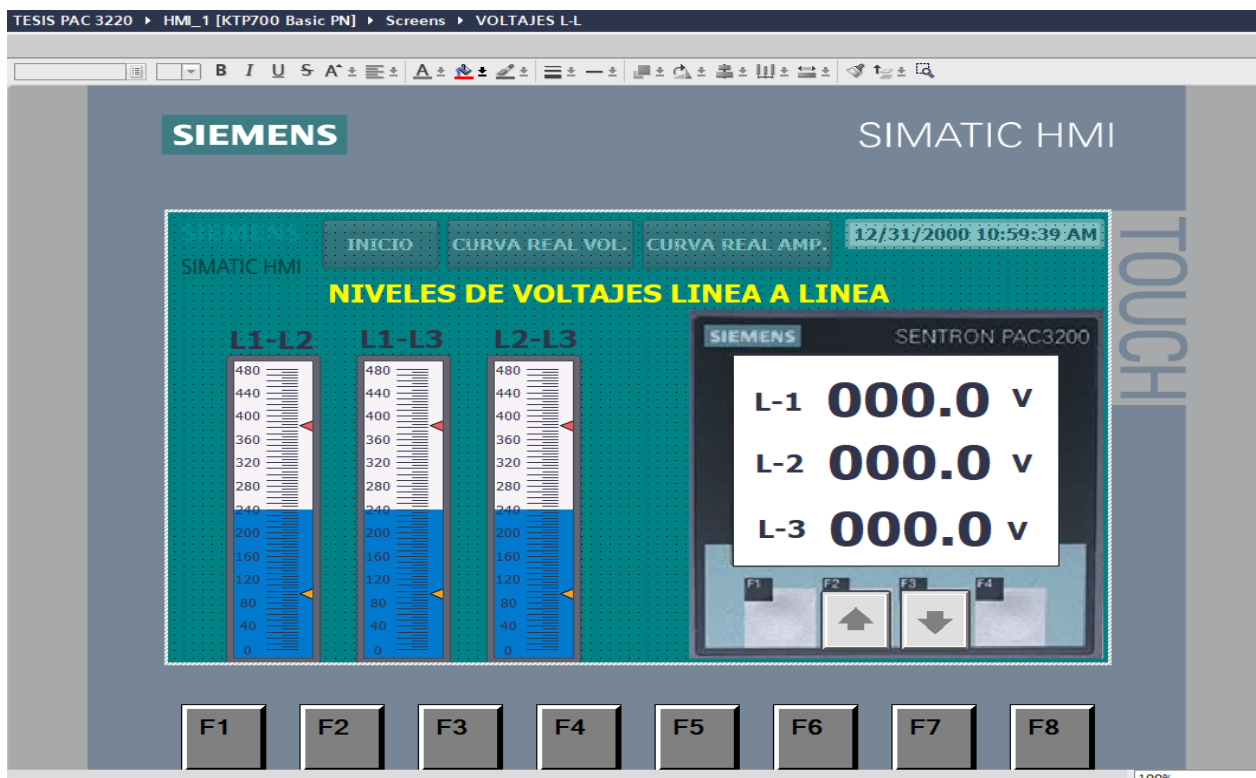 TESIS PAC 3220 ▸ HMI_1 [KTP700 Basic PN] ▸ Screens ▸ VOLTAJES L-L
B I U S A A
SIEMENS SIMATIC HMI
TOUCH
SIEMENS
SIMATIC HMI
INICIO CURVA REAL VOL. CURVA REAL AMP. 12/31/2000 10:59:39 AM
NIVELES DE VOLTAJES LINEA A LINEA
L1-L2 L1-L3 L2-L3
480 480 480
440 440 440
400 400 400
360 360 360
320 320 320
280 280 280
240 240 240
200 200 200
160 160 160
120 120 120
80 80 80
40 40 40
0 0 0
SIEMENS SENTRON PAC3200
L-1 000.0 V
L-2 000.0 V
L-3 000.0 V
F1 F2 F3 F4
F1 F2 F3 F4 F5 F6 F7 F8
100%